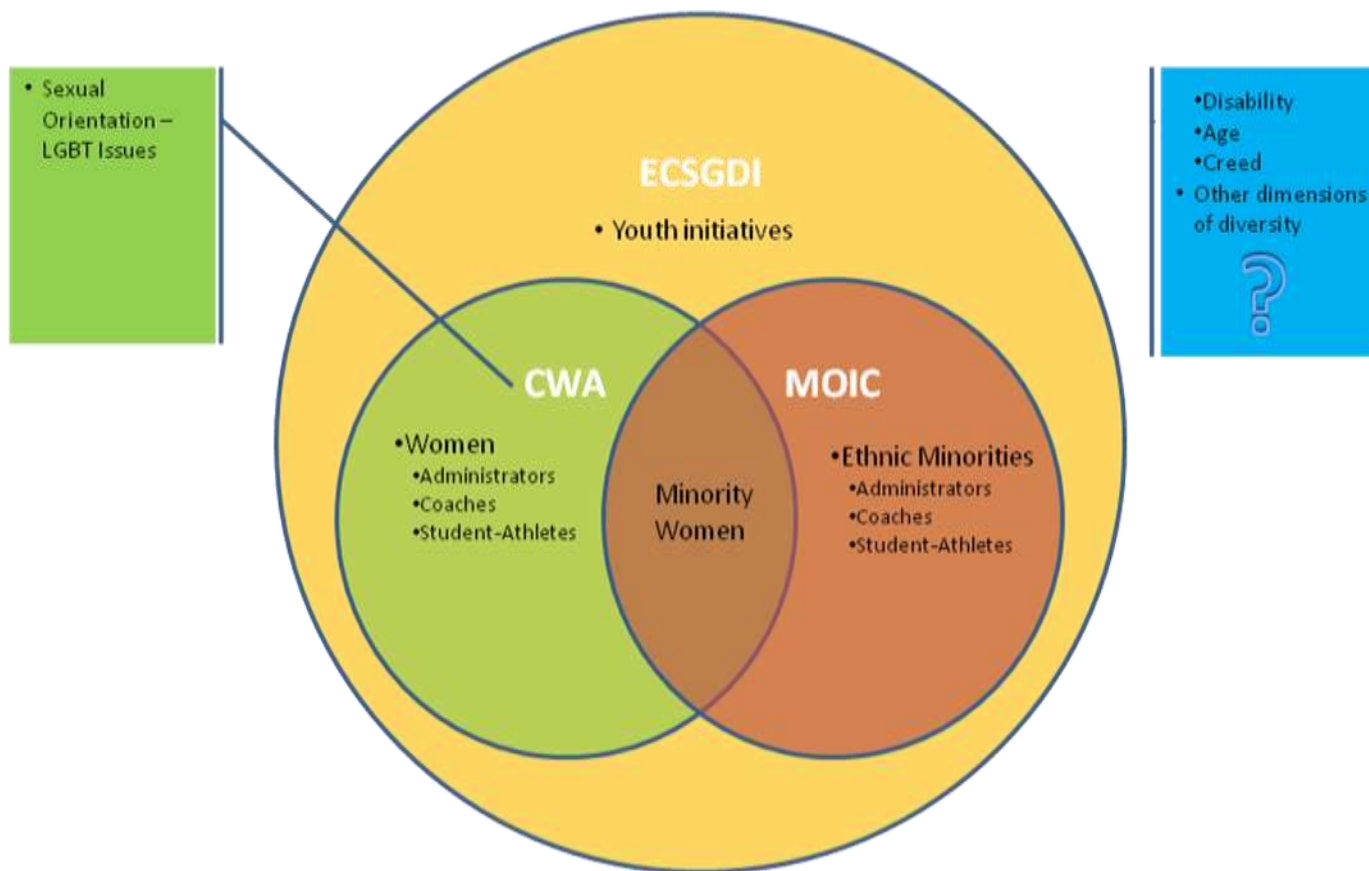 • Sexual
Orientation –
LGBT Issues
•Disability
•Age
•Creed
• Other dimensions
of diversity
?
ECSGDI
• Youth initiatives
CWA
•Women
•Administrators
•Coaches
•Student-Athletes
Minority
Women
MOIC
•Ethnic Minorities
•Administrators
•Coaches
•Student-Athletes